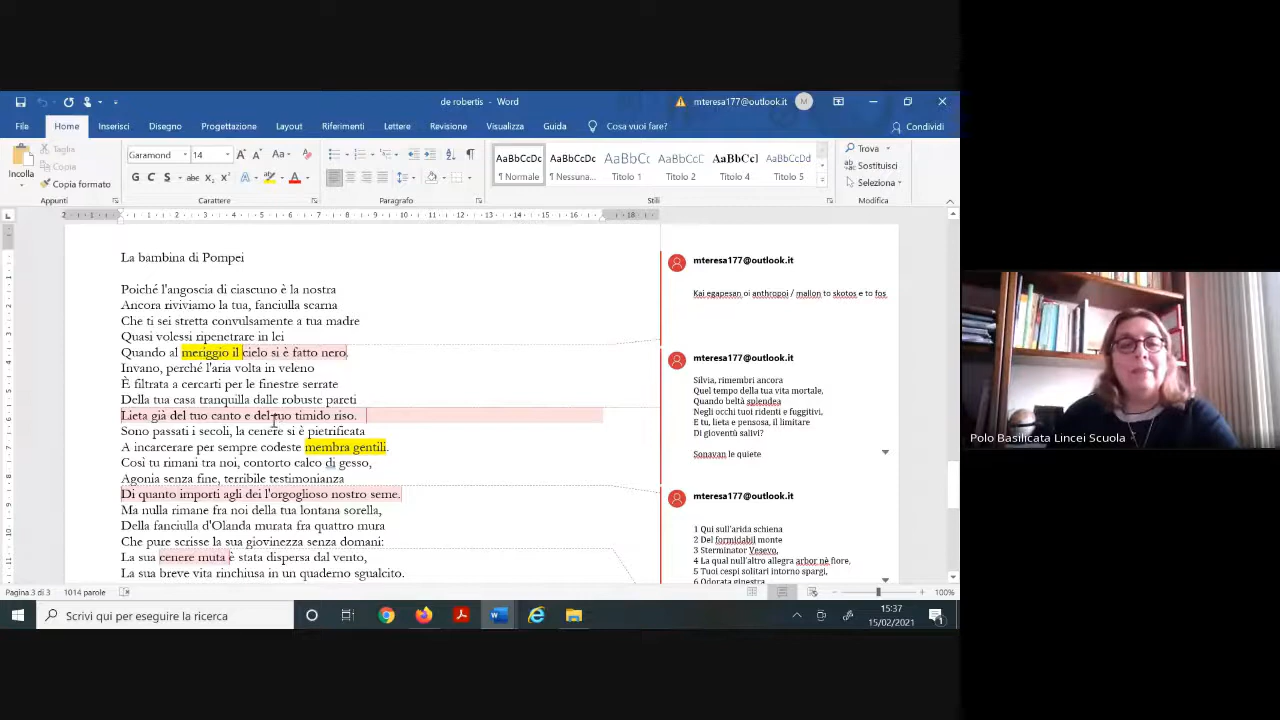 de robertis - Word
mteresa177@outlook.it
M
File
Home
Inserisci
Disegno
Progettazione
Layout
Riferimenti
Lettere
Revisione
Visualizza
Guida
Cosa vuoi fare?
Condividi
Incolla
Taglia
Copia
Copia formato
Appunti
Garamond
14
G C S
Carattere
Paragrafo
AaBbCcDc
¶ Normale
AaBbCcDc
¶ Nessuna...
AaBbCcI
Titolo 1
AaBbCcD
Titolo 2
AaBbCcI
Titolo 4
AaBbCcDd
Titolo 5
Stili
Trova
Sostituisci
Seleziona
Modifica
La bambina di Pompei
Poiché l'angoscia di ciascuno è la nostra
Ancora riviviamo la tua, fanciulla scarna
Che ti sei stretta convulsamente a tua madre
Quasi volessi ripenetrare in lei
Quando al meriggio il cielo si è fatto nero.
Invano, perché l'aria volta in veleno
È filtrata a cercarti per le finestre serrate
Della tua casa tranquilla dalle robuste pareti
Lieta già del tuo canto e del tuo timido riso.
Sono passati i secoli, la cenere si è pietrificata
A incarcerare per sempre codeste membra gentili.
Così tu rimani tra noi, contorto calco di gesso,
Agonia senza fine, terribile testimonianza
Di quanto importi agli dei l'orgoglioso nostro seme.
Ma nulla rimane fra noi della tua lontana sorella,
Della fanciulla d'Olanda murata fra quattro mura
Che pure scrisse la sua giovinezza senza domani:
La sua cenere muta è stata dispersa dal vento,
La sua breve vita rinchiusa in un quaderno sgualcito.
mteresa177@outlook.it
Kai egapesan oi anthropoi / mallon to skotos e to fos
mteresa177@outlook.it
Silvia, rimembri ancora
Quel tempo della tua vita mortale,
Quando beltà splendea
Negli occhi tuoi ridenti e fuggitivi,
E tu, lieta e pensosa, il limitare
Di gioventù salivi?
Sonavan le quiete
mteresa177@outlook.it
1 Qui sull'arida schiena
2 Del formidabil monte
3 Sterminator Vesevo,
4 La qual null'altro allegra arbor nè fiore,
5 Tuoi cespi solitari intorno spargi,
6 Odorata ginestra
Pagina 3 di 3
1014 parole
100%
Scrivi qui per eseguire la ricerca
15:37
15/02/2021
Polo Basilicata Lincei Scuola